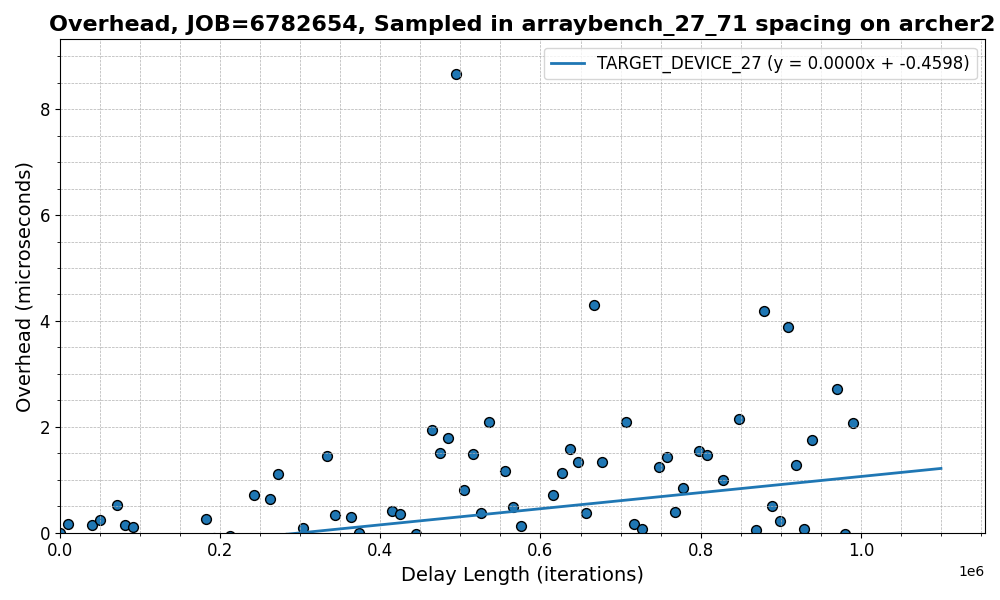 Overhead, JOB=6782654, Sampled in arraybench_27_71 spacing on archer2
TARGET_DEVICE_27 (y = 0.0000x + -0.4598)
Overhead (microseconds)
8
6
4
2
0
0.0 0.2 0.4 0.6 0.8 1.0
1e6
Delay Length (iterations)